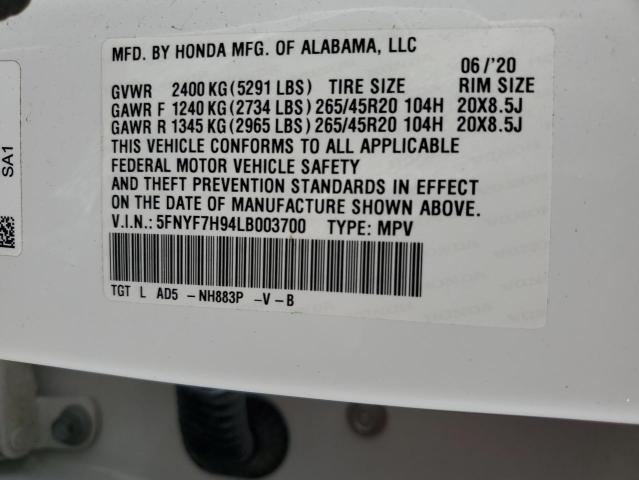 MFD. BY HONDA MFG. OF ALABAMA, LLC
06/'20
GVWR 2400 KG (5291 LBS) TIRE SIZE RIM SIZE
GAWR F 1240 KG (2734 LBS) 265/45R20 104H 20X8.5J
GAWR R 1345 KG (2965 LBS) 265/45R20 104H 20X8.5J
THIS VEHICLE CONFORMS TO ALL APPLICABLE
FEDERAL MOTOR VEHICLE SAFETY
AND THEFT PREVENTION STANDARDS IN EFFECT
ON THE DATE OF MANUFACTURE SHOWN ABOVE.
V.I.N.: 5FNYF7H94LB003700 TYPE: MPV
TGT L AD5 -NH883P -V-B
SA1